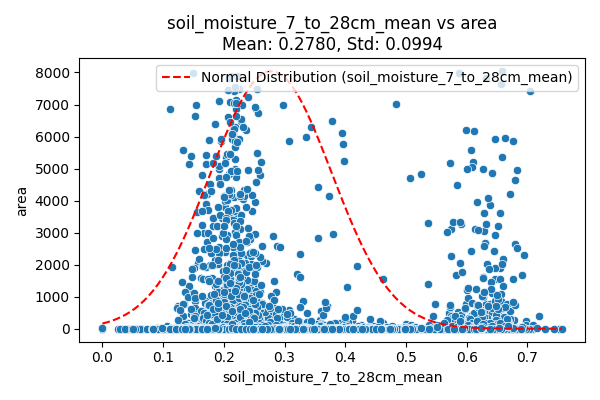 soil_moisture_7_to_28cm_mean vs area
Mean: 0.2780, Std: 0.0994
Normal Distribution (soil_moisture_7_to_28cm_mean)
area
8000
7000
6000
5000
4000
3000
2000
1000
0
0.0 0.1 0.2 0.3 0.4 0.5 0.6 0.7
soil_moisture_7_to_28cm_mean